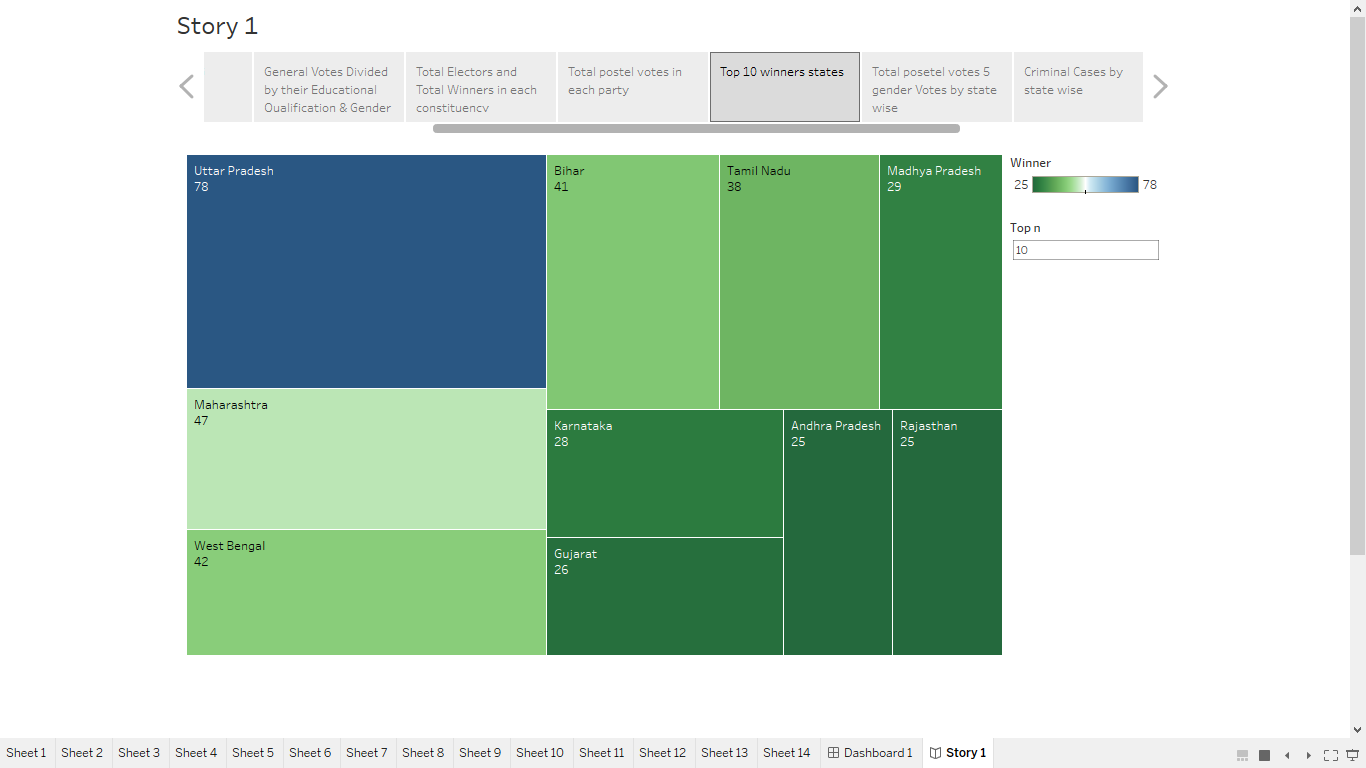 Story 1
General Votes Divided
by their Educational
Qualification & Gender
Total Electors and
Total Winners in each
constituency
Total postel votes in
each party
Top 10 winners states
Total posetel votes 5
gender Votes by state
wise
Criminal Cases by
state wise
Uttar Pradesh
78
Bihar
41
Tamil Nadu
38
Madhya Pradesh
29
Maharashtra
47
West Bengal
42
Karnataka
28
Gujarat
26
Andhra Pradesh
25
Rajasthan
25
Winner
25 78
Top n
10
Sheet 1 Sheet 2 Sheet 3 Sheet 4 Sheet 5 Sheet 6 Sheet 7 Sheet 8 Sheet 9 Sheet 10 Sheet 11 Sheet 12 Sheet 13 Sheet 14 Dashboard 1 Story 1